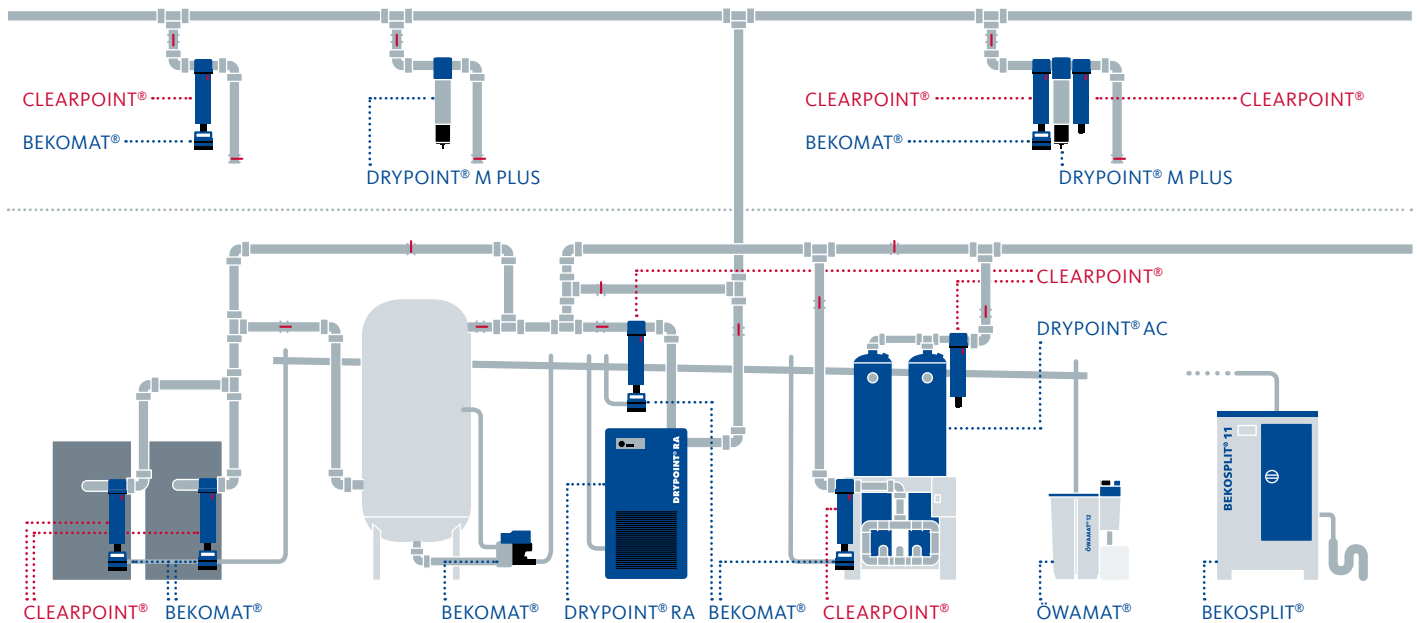 CLEARPOINT®
BEKOMAT®
DRYPOINT® M PLUS
CLEARPOINT®
CLEARPOINT®
BEKOMAT®
DRYPOINT® M PLUS
CLEARPOINT®
DRYPOINT® AC
DRYPOINT® RA
BEKOSPLIT® 11
ÖWAMAT® 12
CLEARPOINT®
BEKOMAT®
BEKOMAT®
DRYPOINT® RA
BEKOMAT®
CLEARPOINT®
ÖWAMAT®
BEKOSPLIT®